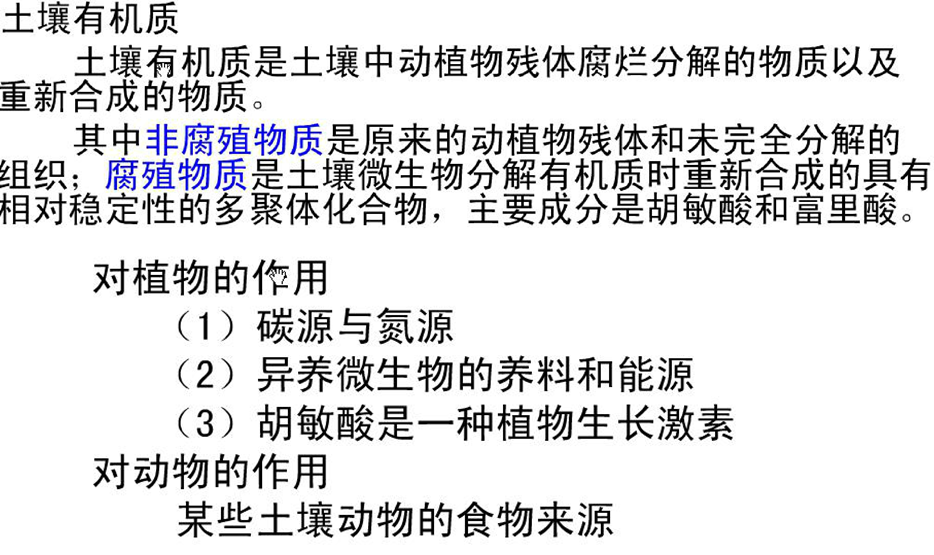 土壤有机质
土壤有机质是土壤中动植物残体腐烂分解的物质以及
重新合成的物质。
其中非腐殖物质是原来的动植物残体和未完全分解的
组织；腐殖物质是土壤微生物分解有机质时重新合成的具有
相对稳定性的多聚体化合物，主要成分是胡敏酸和富里酸。
对植物的作用
（1）碳源与氮源
（2）异养微生物的养料和能源
（3）胡敏酸是一种植物生长激素
对动物的作用
某些土壤动物的食物来源